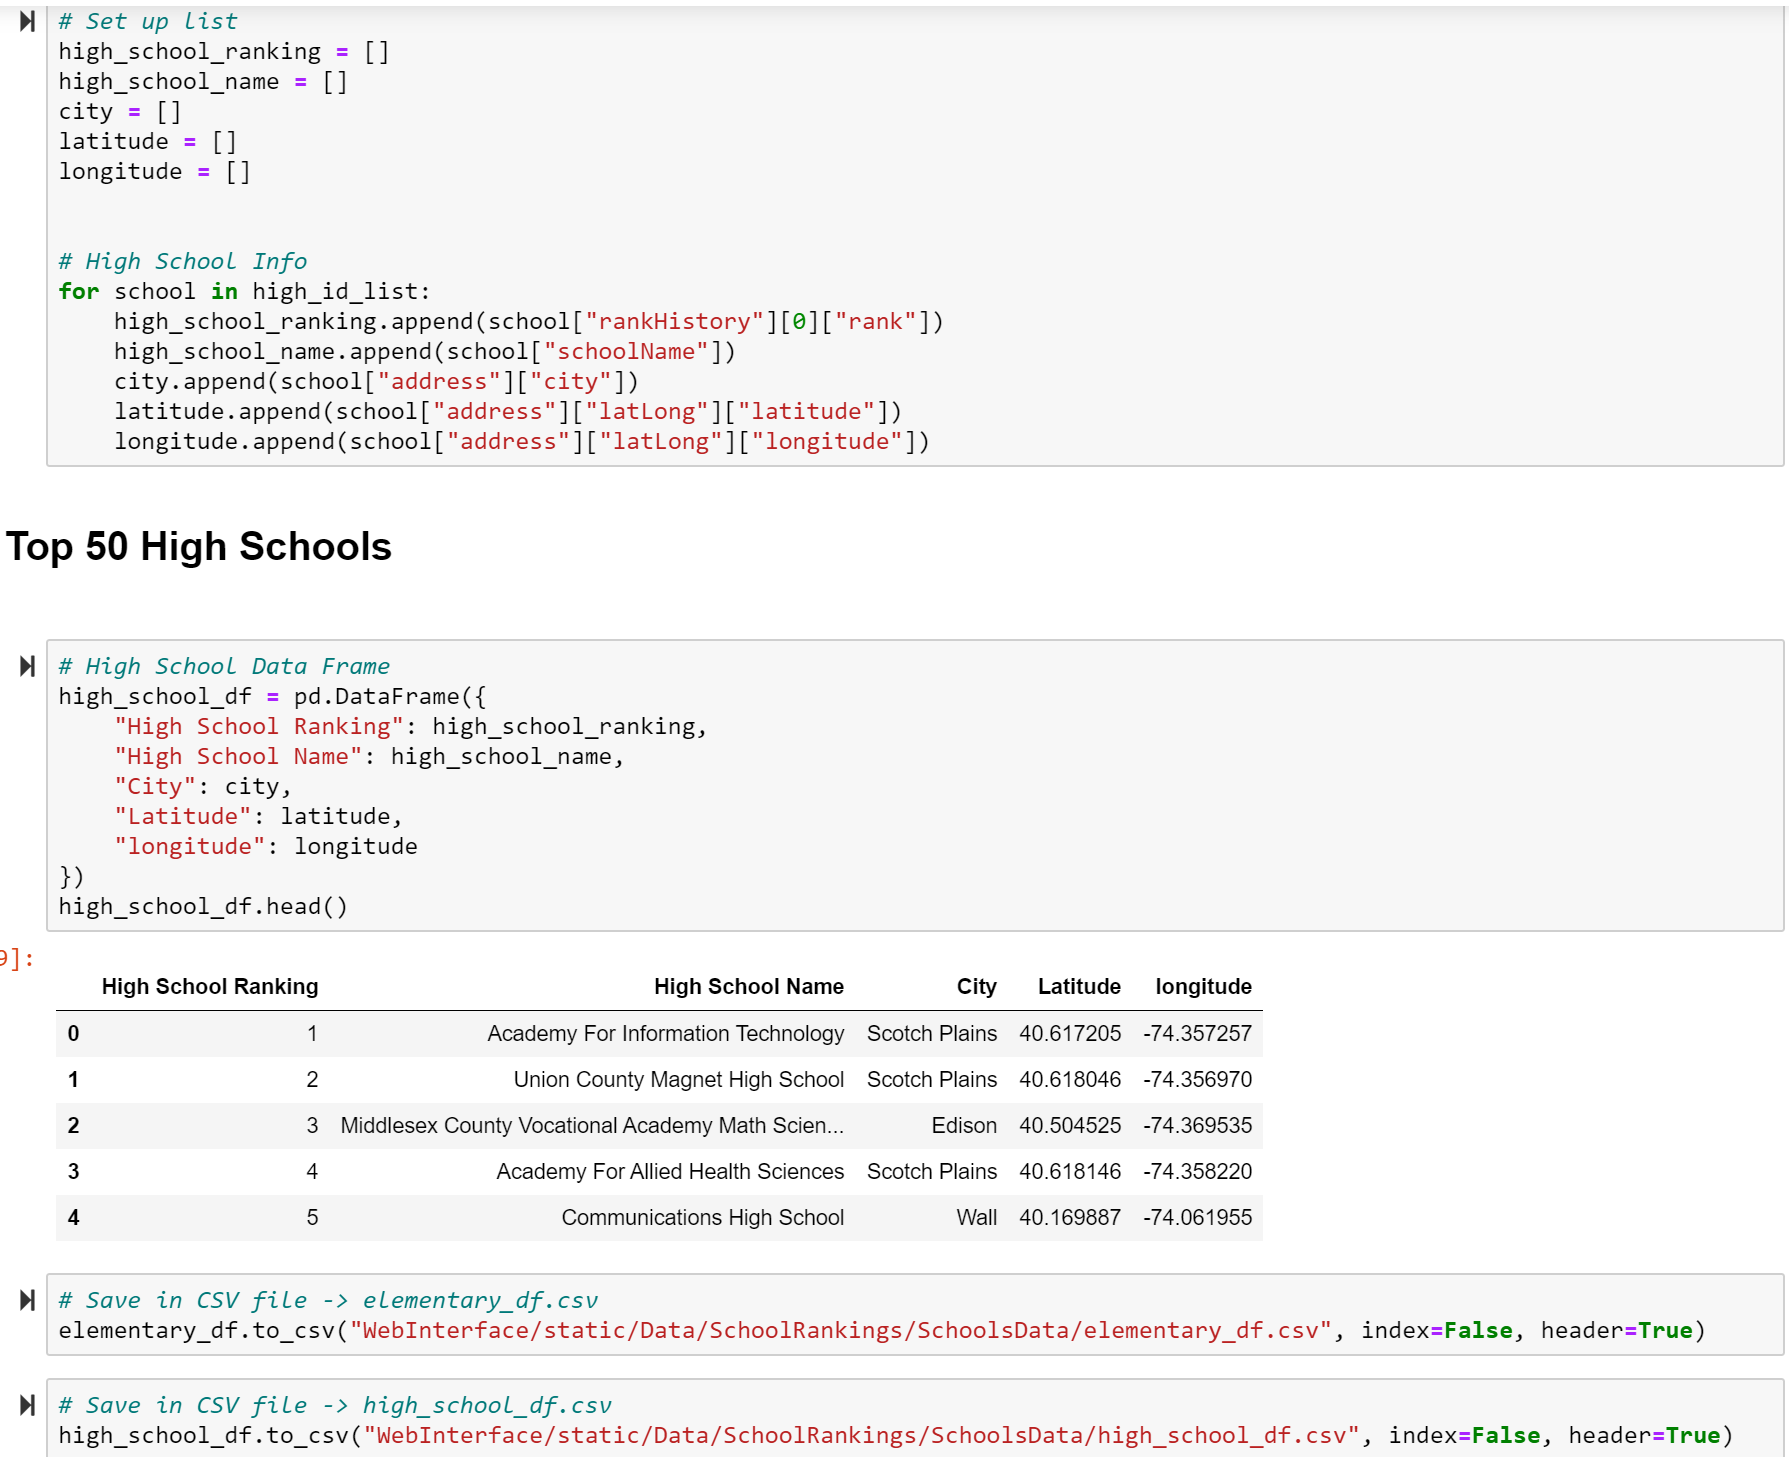 # Set up list
high_school_ranking = []
high_school_name = []
city = []
latitude = []
longitude = []
# High School Info
for school in high_id_list:
    high_school_ranking.append(school["rankHistory"][0]["rank"])
    high_school_name.append(school["schoolName"])
    city.append(school["address"]["city"])
    latitude.append(school["address"]["latLong"]["latitude"])
    longitude.append(school["address"]["latLong"]["longitude"])
Top 50 High Schools
# High School Data Frame
high_school_df = pd.DataFrame({
    "High School Ranking": high_school_ranking,
    "High School Name": high_school_name,
    "City": city,
    "Latitude": latitude,
    "longitude": longitude
})
high_school_df.head()
9]:
High School Ranking High School Name City Latitude longitude
0 1 Academy For Information Technology Scotch Plains 40.617205 -74.357257
1 2 Union County Magnet High School Scotch Plains 40.618046 -74.356970
2 3 Middlesex County Vocational Academy Math Scien... Edison 40.504525 -74.369535
3 4 Academy For Allied Health Sciences Scotch Plains 40.618146 -74.358220
4 5 Communications High School Wall 40.169887 -74.061955
# Save in CSV file -> elementary_df.csv
elementary_df.to_csv("WebInterface/static/Data/SchoolRankings/SchoolsData/elementary_df.csv", index=False, header=True)
# Save in CSV file -> high_school_df.csv
high_school_df.to_csv("WebInterface/static/Data/SchoolRankings/SchoolsData/high_school_df.csv", index=False, header=True)